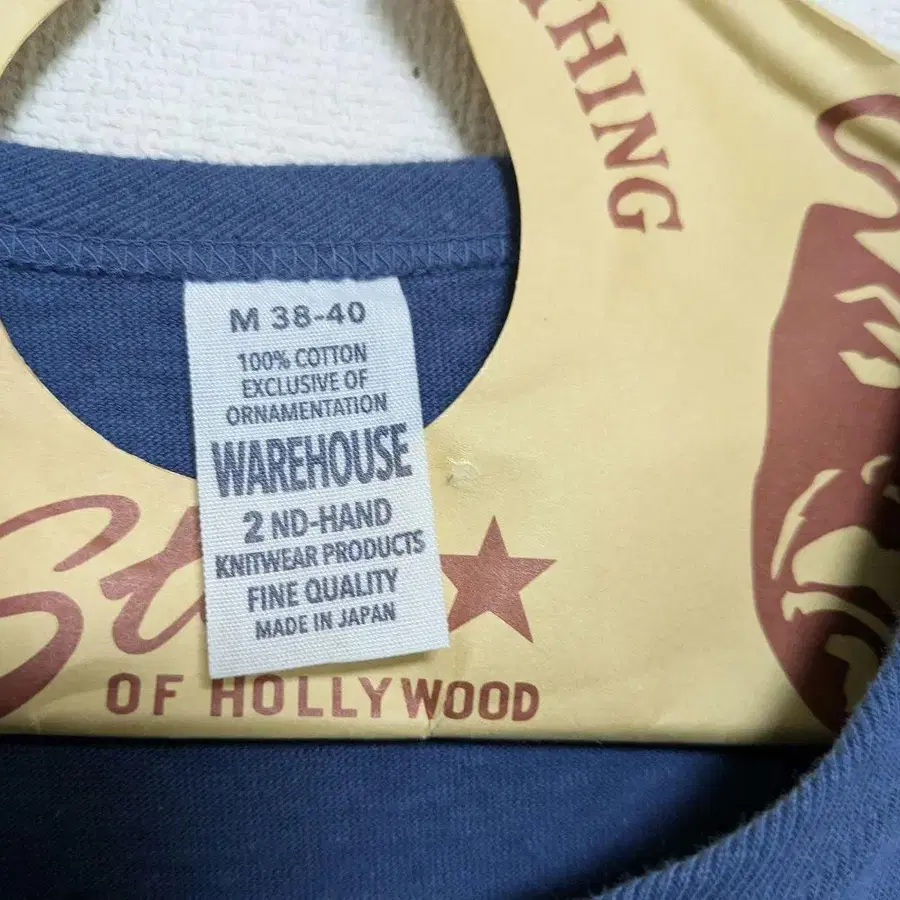 THING
M 38-40
100% COTTON
EXCLUSIVE OF
ORNAMENTATION
WAREHOUSE
2 ND-HAND
KNITWEAR PRODUCTS
FINE QUALITY
MADE IN JAPAN
OF HOLLYWOOD